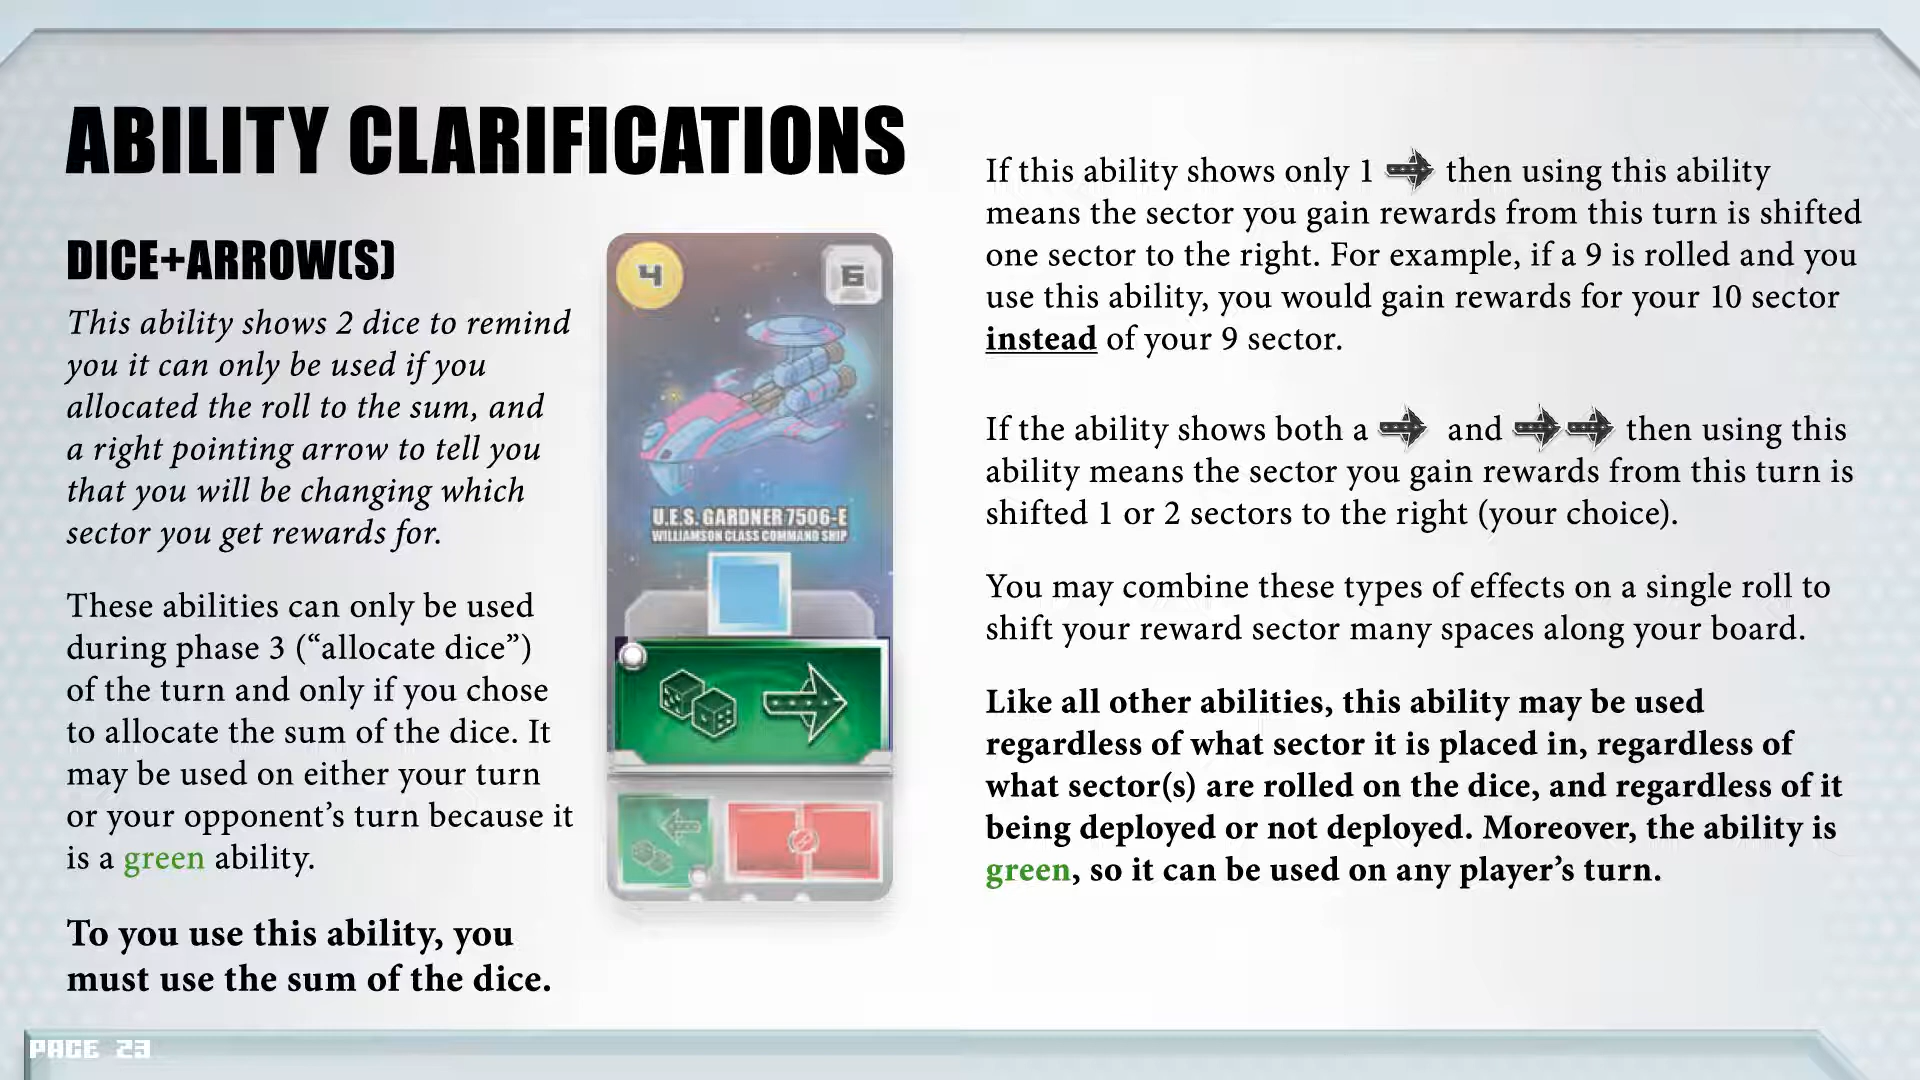 ABILITY CLARIFICATIONS
DICE+ARROW(S)
This ability shows 2 dice to remind
you it can only be used if you
allocated the roll to the sum, and
a right pointing arrow to tell you
that you will be changing which
sector you get rewards for.
These abilities can only be used
during phase 3 (“allocate dice”)
of the turn and only if you chose
to allocate the sum of the dice. It
may be used on either your turn
or your opponent’s turn because it
is a green ability.
To you use this ability, you
must use the sum of the dice.
4
6
U.E.S. GARDNER 7506-E
WILLIAMSON CLASS COMMAND SHIP
If this ability shows only 1 then using this ability
means the sector you gain rewards from this turn is shifted
one sector to the right. For example, if a 9 is rolled and you
use this ability, you would gain rewards for your 10 sector
instead of your 9 sector.
If the ability shows both a and then using this
ability means the sector you gain rewards from this turn is
shifted 1 or 2 sectors to the right (your choice).
You may combine these types of effects on a single roll to
shift your reward sector many spaces along your board.
Like all other abilities, this ability may be used
regardless of what sector it is placed in, regardless of
what sector(s) are rolled on the dice, and regardless of it
being deployed or not deployed. Moreover, the ability is
green, so it can be used on any player’s turn.
PAGE 23